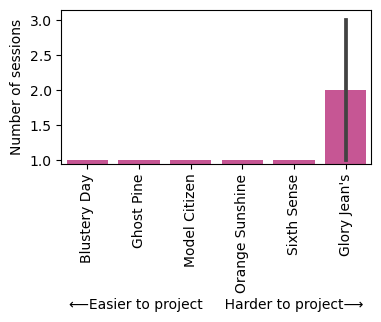 Number of sessions
3.0
2.5
2.0
1.5
1.0
Blustery Day
Ghost Pine
Model Citizen
Orange Sunshine
Sixth Sense
Glory Jean's
⟵Easier to project Harder to project⟶